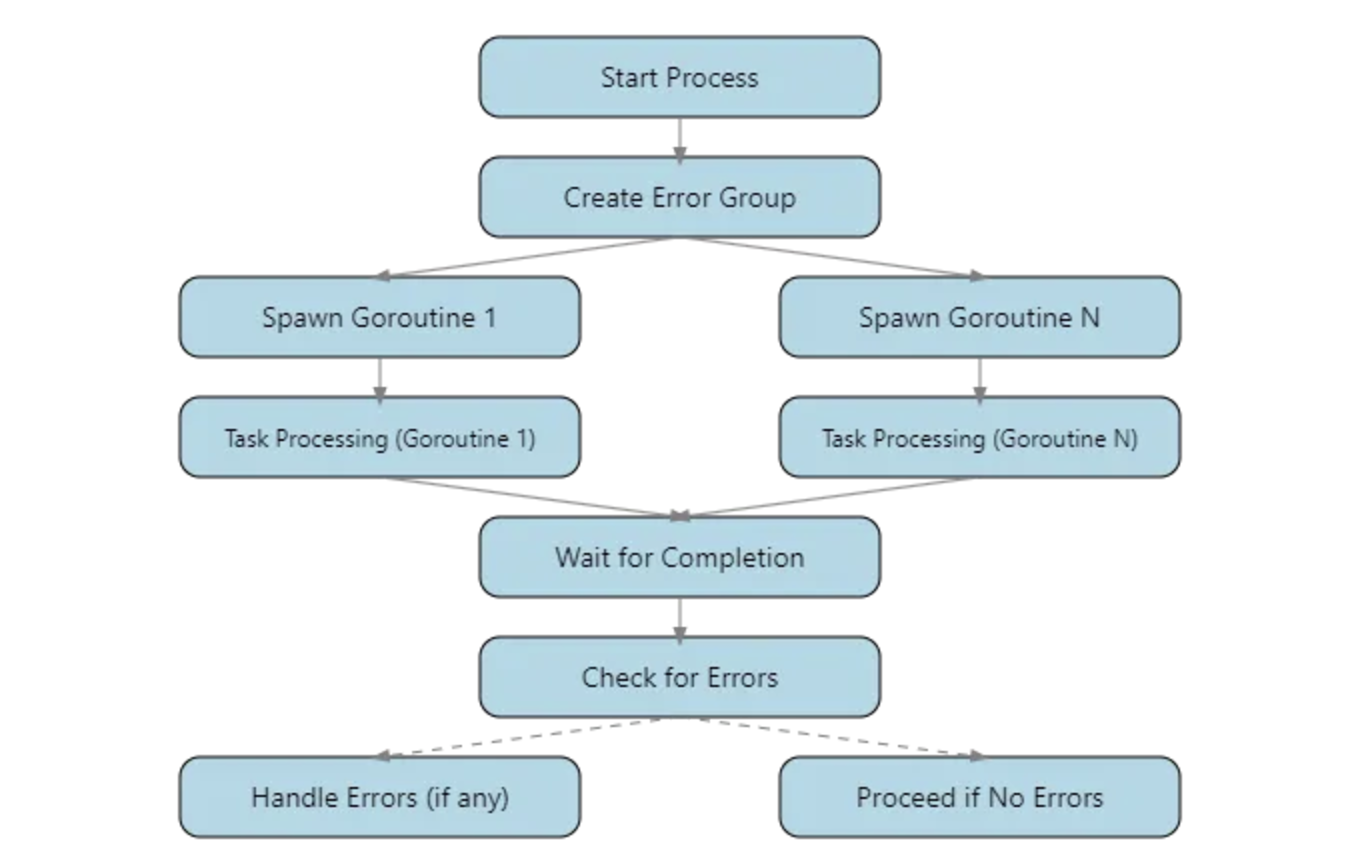 Start Process
Create Error Group
Spawn Goroutine 1
Spawn Goroutine N
Task Processing (Goroutine 1)
Task Processing (Goroutine N)
Wait for Completion
Check for Errors
Handle Errors (if any)
Proceed if No Errors